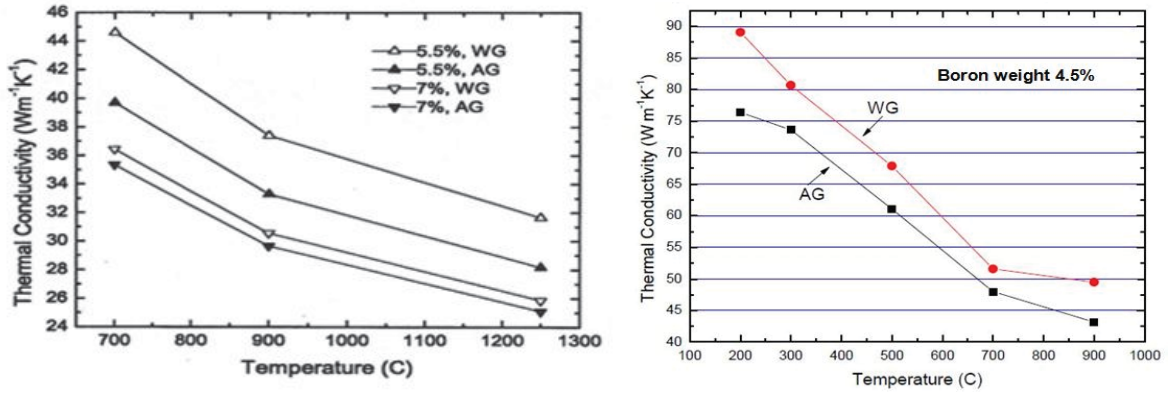 46
44
42
40
38
36
34
32
30
28
26
24
Thermal Conductivity (Wm⁻¹K⁻¹)
5.5%, WG
5.5%, AG
7%, WG
7%, AG
700 800 900 1000 1100 1200 1300
Temperature (C)
90
85
80
75
70
65
60
55
50
45
40
Thermal Conductivity (W m⁻¹K⁻¹)
Boron weight 4.5%
WG
AG
100 200 300 400 500 600 700 800 900 1000
Temperature (C)